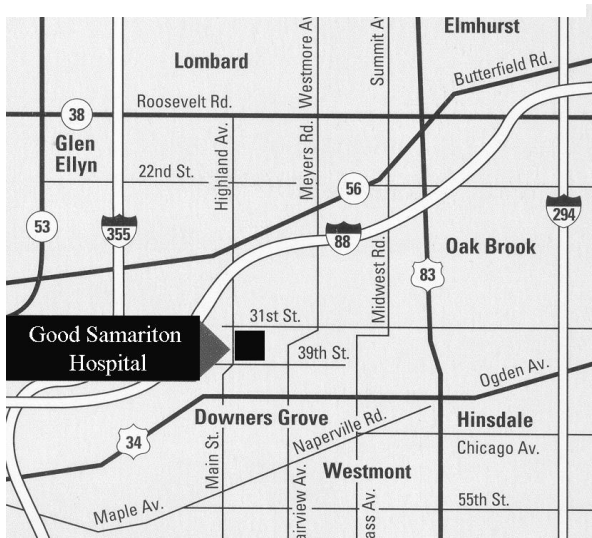 Elmhurst
Lombard
Westmore Av
Summit A
Butterfield Rd.
Roosevelt Rd.
38
Glen
Ellyn
22nd St.
Highland Av.
Meyers Rd.
56
53
355
88
294
Oak Brook
Midwest Rd.
83
31st St.
Good Samariton
Hospital
39th St.
Ogden Av.
Downers Grove
Naperville Rd.
Hinsdale
34
Main St.
Chicago Av.
Westmont
Maple Av.
airview Av.
ass Av.
55th St.